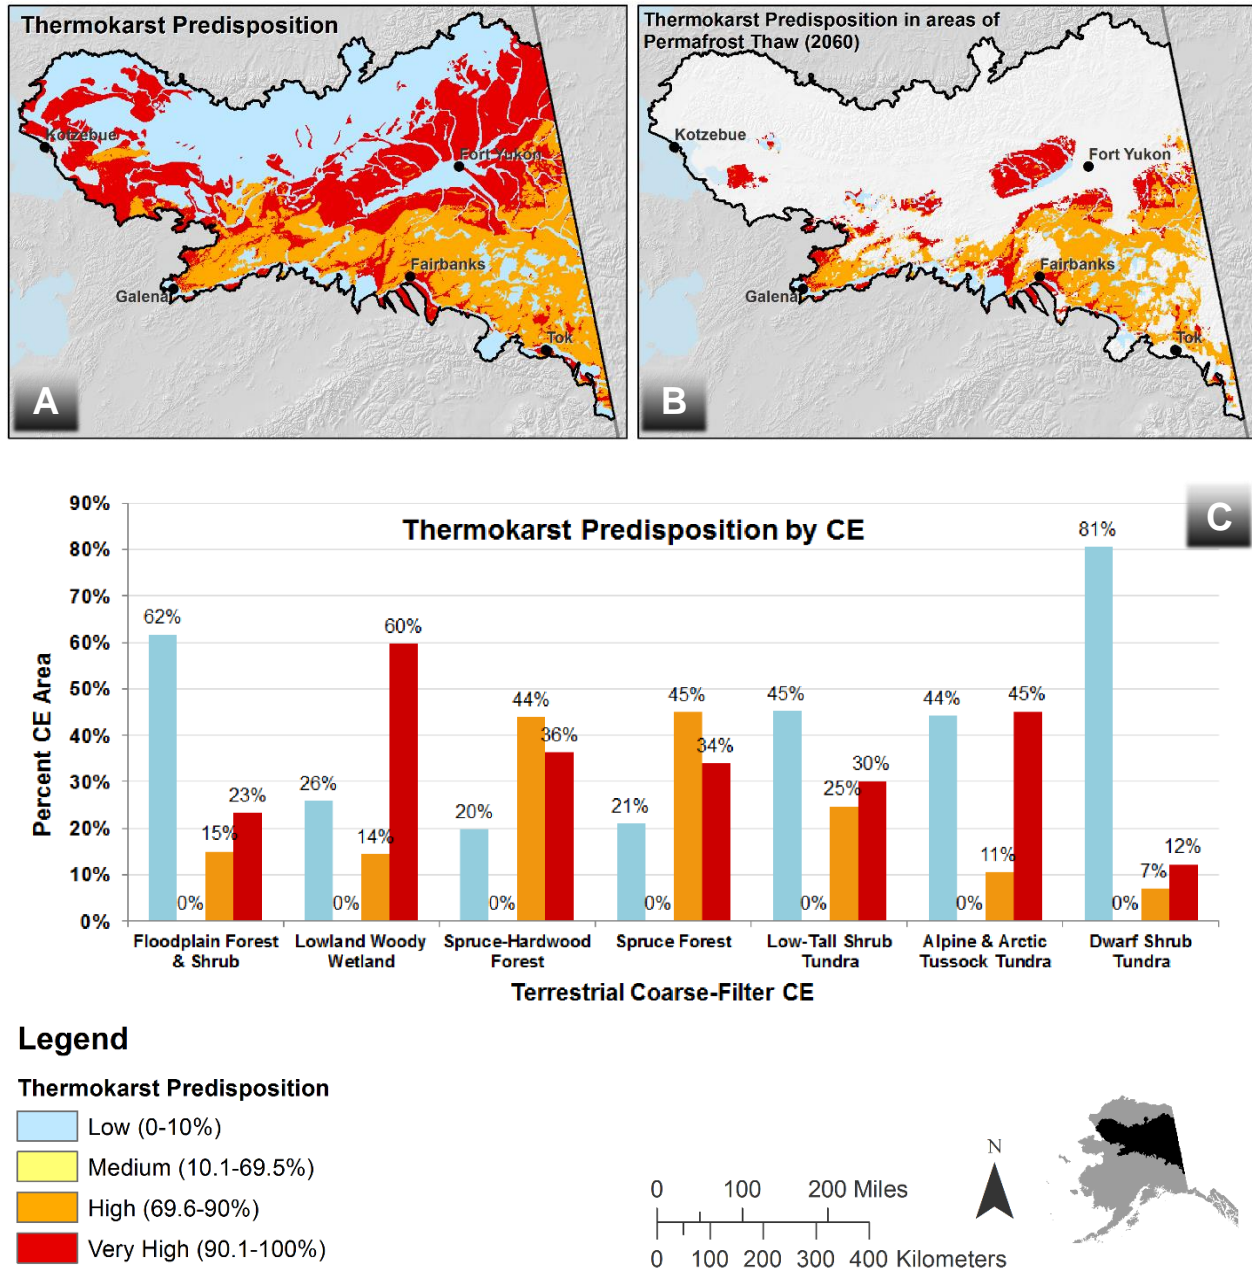 Thermokarst Predisposition
Kotzebue
Fort Yukon
Fairbanks
Galena
Tok
A
Thermokarst Predisposition in areas of
Permafrost Thaw (2060)
Kotzebue
Fort Yukon
Fairbanks
Galena
Tok
B
C
Thermokarst Predisposition by CE
Percent CE Area
90%
80%
70%
60%
50%
40%
30%
20%
10%
0%
62%
0%
15%
23%
26%
0%
14%
60%
20%
0%
44%
36%
21%
0%
45%
34%
45%
0%
25%
30%
44%
0%
11%
45%
81%
0%
7%
12%
Floodplain Forest
& Shrub
Lowland Woody
Wetland
Spruce-Hardwood
Forest
Spruce Forest
Low-Tall Shrub
Tundra
Alpine & Arctic
Tussock Tundra
Dwarf Shrub
Tundra
Terrestrial Coarse-Filter CE
Legend
Thermokarst Predisposition
Low (0-10%)
Medium (10.1-69.5%)
High (69.6-90%)
Very High (90.1-100%)
0 100 200 Miles
0 100 200 300 400 Kilometers
N